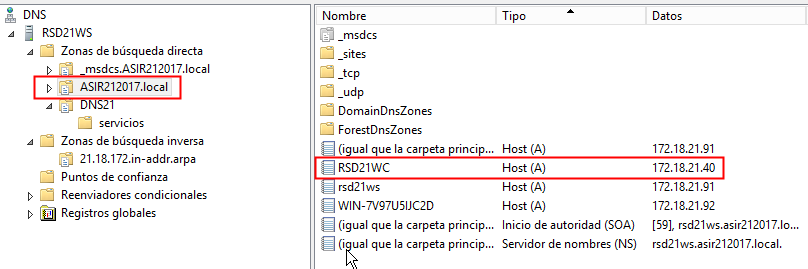 DNS
RSD21WS
Zonas de búsqueda directa
_msdcs.ASIR212017.local
ASIR212017.local
DNS21
servicios
Zonas de búsqueda inversa
21.18.172.in-addr.arpa
Puntos de confianza
Reenviadores condicionales
Registros globales
Nombre Tipo Datos
_msdcs
_sites
_tcp
_udp
DomainDnsZones
ForestDnsZones
(igual que la carpeta princip... Host (A) 172.18.21.91
RSD21WC Host (A) 172.18.21.40
rsd21ws Host (A) 172.18.21.91
WIN-7V97U5IJC2D Host (A) 172.18.21.92
(igual que la carpeta princip... Inicio de autoridad (SOA) [59], rsd21ws.asir212017.lo...
(igual que la carpeta princip... Servidor de nombres (NS) rsd21ws.asir212017.local.